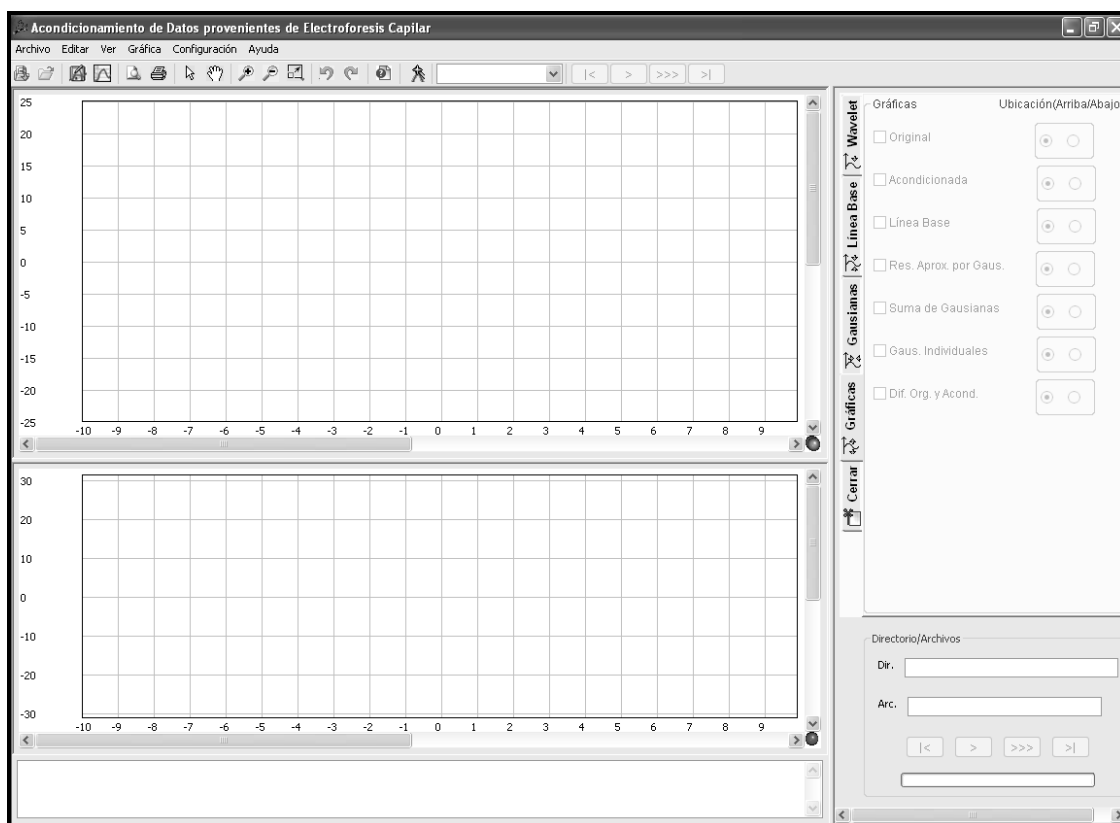 Acondicionamiento de Datos provenientes de Electroforesis Capilar
Archivo Editar Ver Gráfica Configuración Ayuda
|< > >>> >|
25
20
15
10
5
0
-5
-10
-15
-20
-25
-10 -9 -8 -7 -6 -5 -4 -3 -2 -1 0 1 2 3 4 5 6 7 8 9
30
20
10
0
-10
-20
-30
-10 -9 -8 -7 -6 -5 -4 -3 -2 -1 0 1 2 3 4 5 6 7 8 9
Wavelet
Línea Base
Gausianas
Gráficas
Cerrar
Gráficas Ubicación(Arriba/Abajo
Original
Acondicionada
Línea Base
Res. Aprox. por Gaus.
Suma de Gausianas
Gaus. Individuales
Dif. Org. y Acond.
Directorio/Archivos
Dir.
Arc.
|< > >>> >|